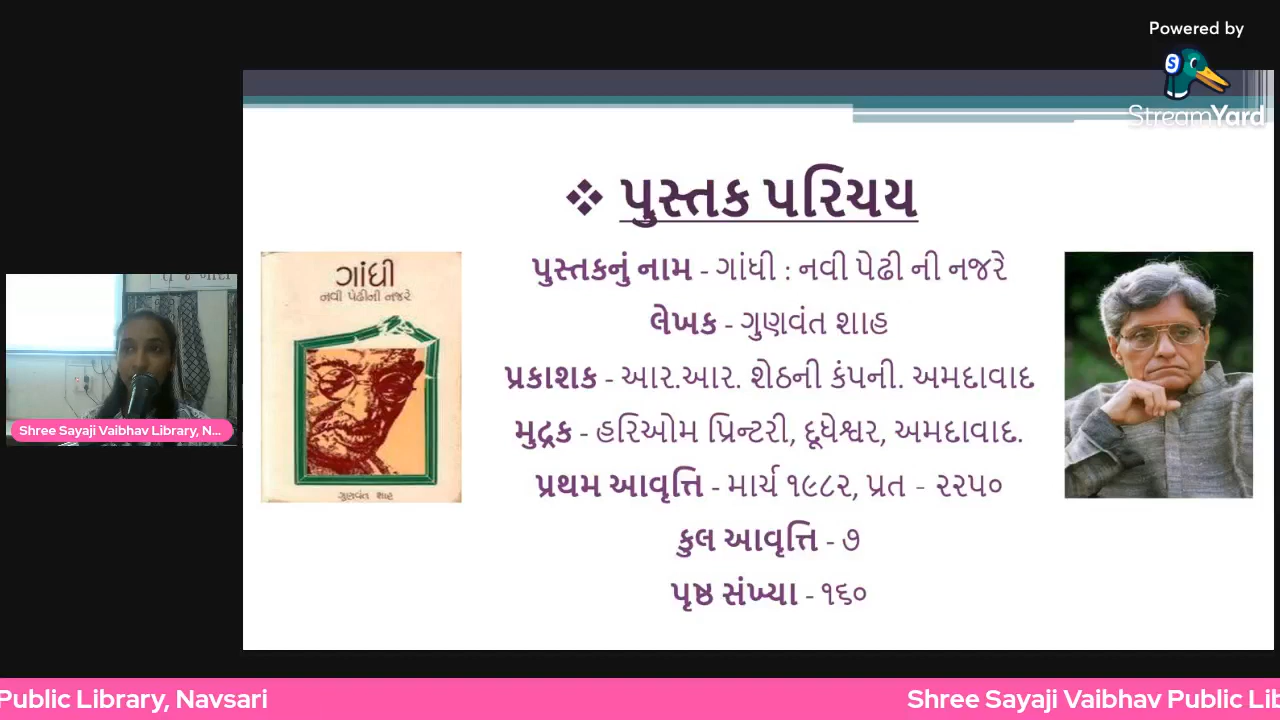 Powered by
S
StreamYard
❖ પુસ્તક પરિચય
પુસ્તકનું નામ - ગાંધી : નવી પેઢી ની નજરે
લેખક - ગુણવંત શાહ
પ્રકાશક - આર.આર. શેઠની કંપની. અમદાવાદ
મુદ્રક - હરિઓમ પ્રિન્ટરી, દૂધેશ્વર, અમદાવાદ.
પ્રથમ આવૃત્તિ - માર્ચ ૧૯૮૨, પ્રત - ૨૨૫૦
કુલ આવૃત્તિ - ૭
પૃષ્ઠ સંખ્યા - ૧૬૦
ગાંધી
નવી પેઢીની નજરે
ગુણવંત શાહ
Shree Sayaji Vaibhav Library, N...
Public Library, Navsari
Shree Sayaji Vaibhav Public Lib